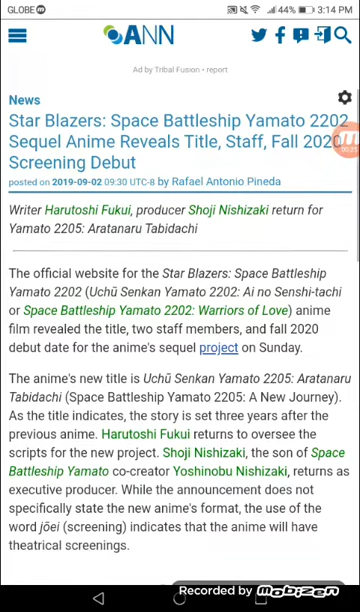 GLOBE 44% 3:14 PM
ANN
Ad by Tribal Fusion • report
News
Star Blazers: Space Battleship Yamato 2202
Sequel Anime Reveals Title, Staff, Fall 2020
Screening Debut
posted on 2019-09-02 09:30 UTC-8 by Rafael Antonio Pineda
Writer Harutoshi Fukui, producer Shoji Nishizaki return for
Yamato 2205: Aratanaru Tabidachi
The official website for the Star Blazers: Space Battleship
Yamato 2202 (Uchū Senkan Yamato 2202: Ai no Senshi-tachi
or Space Battleship Yamato 2202: Warriors of Love) anime
film revealed the title, two staff members, and fall 2020
debut date for the anime's sequel project on Sunday.
The anime's new title is Uchū Senkan Yamato 2205: Aratanaru
Tabidachi (Space Battleship Yamato 2205: A New Journey).
As the title indicates, the story is set three years after the
previous anime. Harutoshi Fukui returns to oversee the
scripts for the new project. Shoji Nishizaki, the son of Space
Battleship Yamato co-creator Yoshinobu Nishizaki, returns as
executive producer. While the announcement does not
specifically state the new anime's format, the use of the
word jōei (screening) indicates that the anime will have
theatrical screenings.
Recorded by mobizen